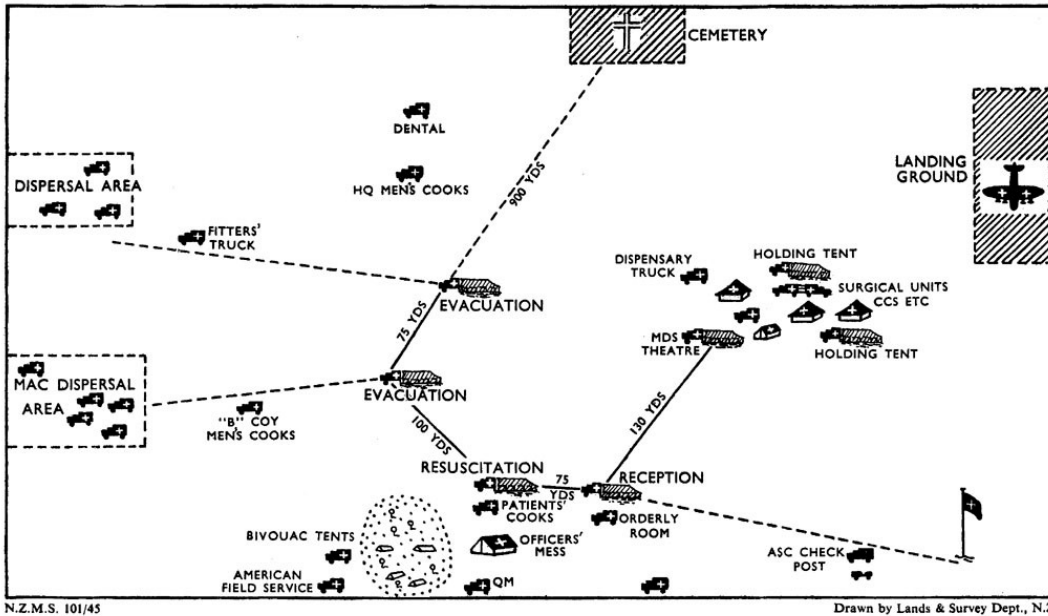 CEMETERY
DENTAL
HQ MEN'S COOKS
900 YDS
LANDING
GROUND
DISPERSAL AREA
FITTERS'
TRUCK
DISPENSARY
TRUCK
HOLDING TENT
SURGICAL UNITS
CCS ETC
EVACUATION
75 YDS
MDS
THEATRE
HOLDING TENT
MAC DISPERSAL
AREA
EVACUATION
"B" COY
MEN'S COOKS
100 YDS
130 YDS
RESUSCITATION
75
YDS
RECEPTION
PATIENTS'
COOKS
ORDERLY
ROOM
BIVOUAC TENTS
OFFICERS'
MESS
ASC CHECK
POST
AMERICAN
FIELD SERVICE
QM
N.Z.M.S. 101/45
Drawn by Lands & Survey Dept., N.Z